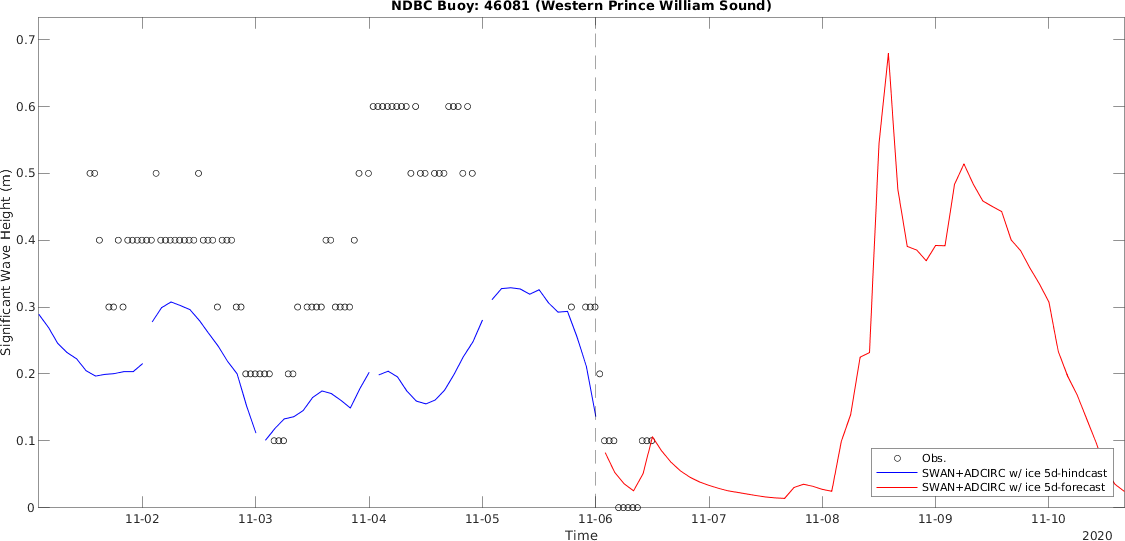 NDBC Buoy: 46081 (Western Prince William Sound)
0.7
0.6
0.5
0.4
0.3
0.2
0.1
0
Significant Wave Height (m)
Obs.
SWAN+ADCIRC w/ ice 5d-hindcast
SWAN+ADCIRC w/ ice 5d-forecast
11-02 11-03 11-04 11-05 11-06 11-07 11-08 11-09 11-10
Time
2020